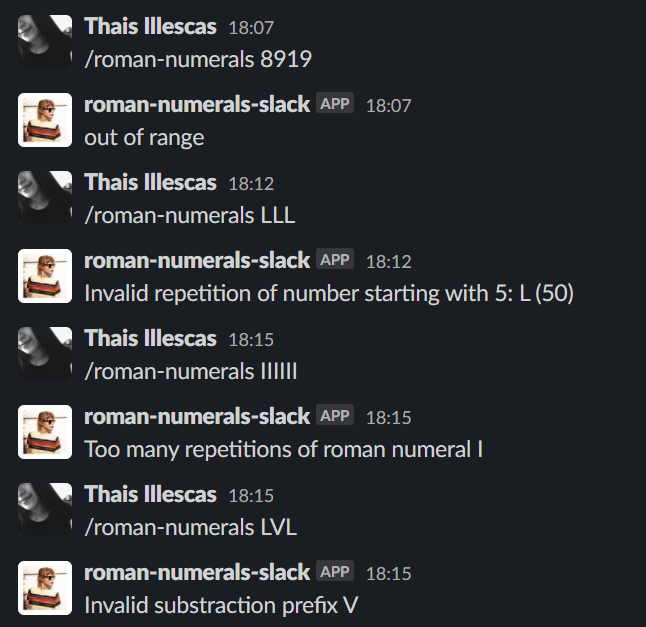 Thais Illescas 18:07
/roman-numerals 8919
roman-numerals-slack APP 18:07
out of range
Thais Illescas 18:12
/roman-numerals LLL
roman-numerals-slack APP 18:12
Invalid repetition of number starting with 5: L (50)
Thais Illescas 18:15
/roman-numerals IIIIII
roman-numerals-slack APP 18:15
Too many repetitions of roman numeral I
Thais Illescas 18:15
/roman-numerals LVL
roman-numerals-slack APP 18:15
Invalid substraction prefix V